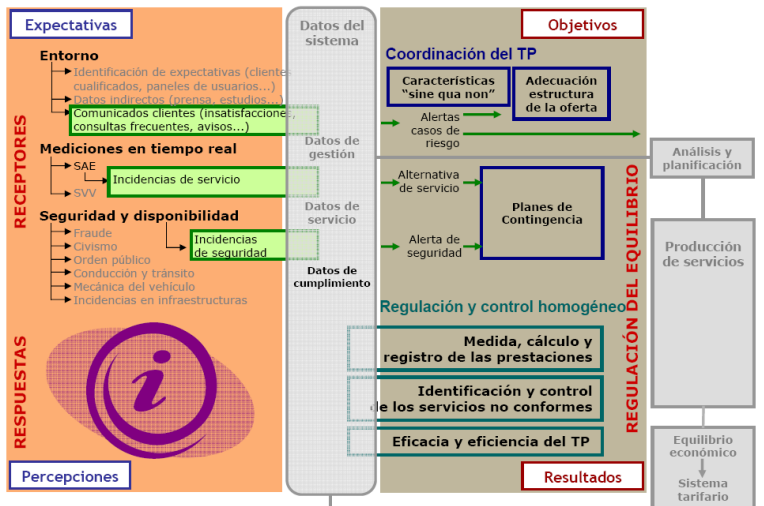 Expectativas
Entorno
Identificación de expectativas (clientes
cualificados, paneles de usuarios...)
Datos indirectos (prensa, estudios...)
Comunicados clientes (insatisfacciones,
consultas frecuentes, avisos...)
Mediciones en tiempo real
SAE
Incidencias de servicio
SVV
Seguridad y disponibilidad
Fraude
Civismo
Orden público
Conducción y tránsito
Mecánica del vehículo
Incidencias en infraestructuras
Incidencias
de seguridad
RECEPTORES
RESPUESTAS
i
Percepciones
Datos del
sistema
Datos de
gestión
Datos de
servicio
Datos de
cumplimiento
Objetivos
Coordinación del TP
Características
“sine qua non”
Adecuación
estructura
de la oferta
Alertas
casos de
riesgo
Alternativa
de servicio
Planes de
Contingencia
Alerta de
seguridad
Regulación y control homogéneo
Medida, cálculo y
registro de las prestaciones
Identificación y control
de los servicios no conformes
Eficacia y eficiencia del TP
REGULACIÓN DEL EQUILIBRIO
Resultados
Análisis y
planificación
Producción
de servicios
Equilibrio
económico
Sistema
tarifario